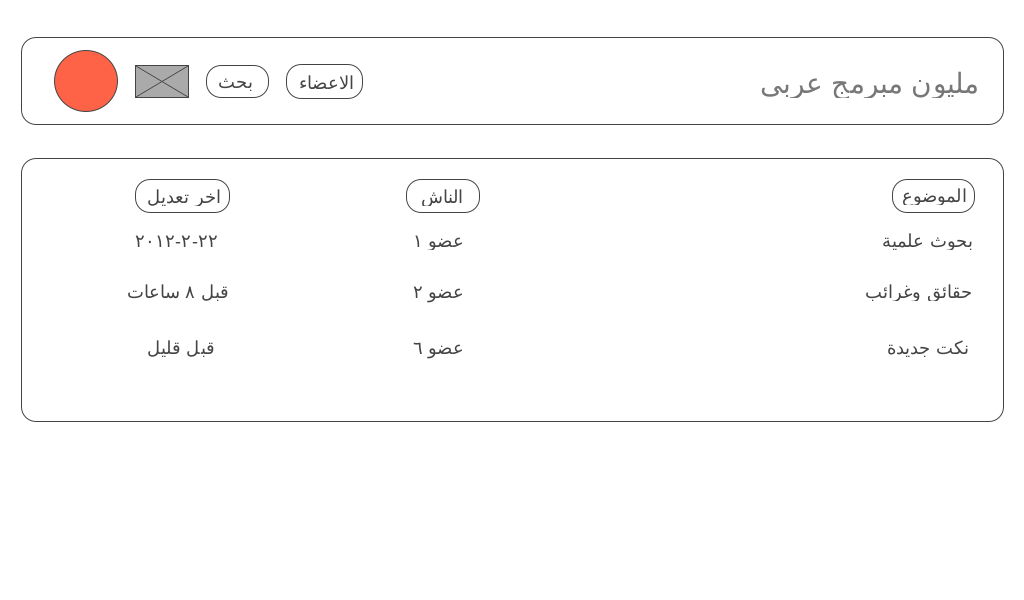 مليون مبرمج عربى الاعضاء بحث
الموضوع الناش اخر تعديل
بحوث علمية عضو ١ ٢٢-٢-٢٠١٢
حقائق وغرائب عضو ٢ قبل ٨ ساعات
نكت جديدة عضو ٦ قبل قليل